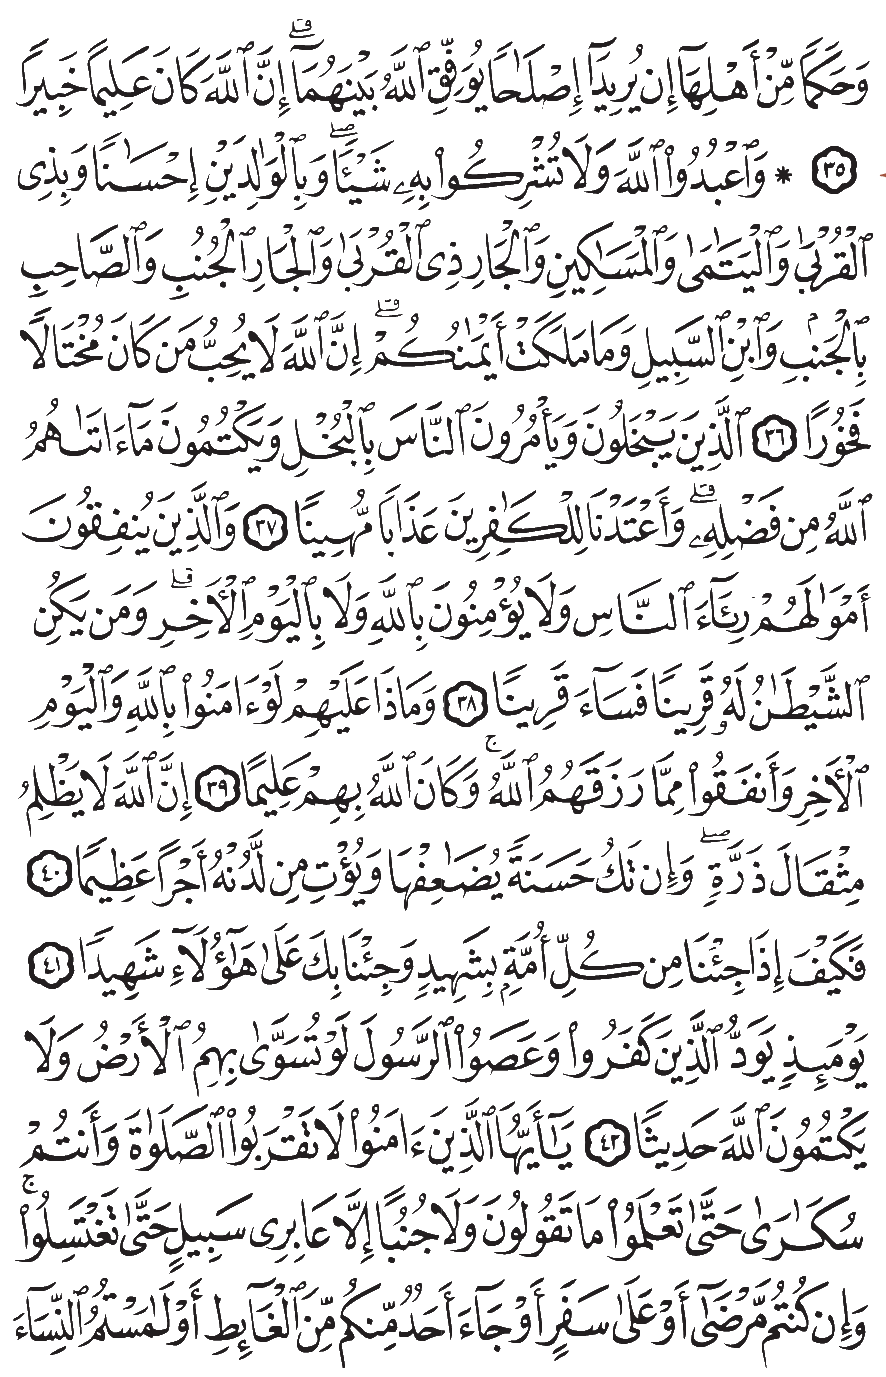 وَحَكَمًا مِّنْ أَهْلِهَآ إِن يُرِيدَآ إِصْلَٰحًا يُوَفِّقِ ٱللَّهُ بَيْنَهُمَآ ۗ إِنَّ ٱللَّهَ كَانَ عَلِيمًا خَبِيرًا
٣٥ * وَٱعْبُدُوا۟ ٱللَّهَ وَلَا تُشْرِكُوا۟ بِهِۦ شَيْـًٔا ۖ وَبِٱلْوَٰلِدَيْنِ إِحْسَٰنًا وَبِذِى
ٱلْقُرْبَىٰ وَٱلْيَتَٰمَىٰ وَٱلْمَسَٰكِينِ وَٱلْجَارِ ذِى ٱلْقُرْبَىٰ وَٱلْجَارِ ٱلْجُنُبِ وَٱلصَّاحِبِ
بِٱلْجَنۢبِ وَٱبْنِ ٱلسَّبِيلِ وَمَا مَلَكَتْ أَيْمَٰنُكُمْ ۗ إِنَّ ٱللَّهَ لَا يُحِبُّ مَن كَانَ مُخْتَالًا
فَخُورًا ٣٦ ٱلَّذِينَ يَبْخَلُونَ وَيَأْمُرُونَ ٱلنَّاسَ بِٱلْبُخْلِ وَيَكْتُمُونَ مَآ ءَاتَىٰهُمُ
ٱللَّهُ مِن فَضْلِهِۦ ۗ وَأَعْتَدْنَا لِلْكَٰفِرِينَ عَذَابًا مُّهِينًا ٣٧ وَٱلَّذِينَ يُنفِقُونَ
أَمْوَٰلَهُمْ رِئَآءَ ٱلنَّاسِ وَلَا يُؤْمِنُونَ بِٱللَّهِ وَلَا بِٱلْيَوْمِ ٱلْـَٔاخِرِ ۗ وَمَن يَكُنِ
ٱلشَّيْطَٰنُ لَهُۥ قَرِينًا فَسَآءَ قَرِينًا ٣٨ وَمَاذَا عَلَيْهِمْ لَوْ ءَامَنُوا۟ بِٱللَّهِ وَٱلْيَوْمِ
ٱلْـَٔاخِرِ وَأَنفَقُوا۟ مِمَّا رَزَقَهُمُ ٱللَّهُ ۚ وَكَانَ ٱللَّهُ بِهِمْ عَلِيمًا ٣٩ إِنَّ ٱللَّهَ لَا يَظْلِمُ
مِثْقَالَ ذَرَّةٍ ۖ وَإِن تَكُ حَسَنَةً يُضَٰعِفْهَا وَيُؤْتِ مِن لَّدُنْهُ أَجْرًا عَظِيمًا ٤٠
فَكَيْفَ إِذَا جِئْنَا مِن كُلِّ أُمَّةٍۭ بِشَهِيدٍ وَجِئْنَا بِكَ عَلَىٰ هَٰٓؤُلَآءِ شَهِيدًا ٤١
يَوْمَئِذٍ يَوَدُّ ٱلَّذِينَ كَفَرُوا۟ وَعَصَوُا۟ ٱلرَّسُولَ لَوْ تُسَوَّىٰ بِهِمُ ٱلْأَرْضُ وَلَا
يَكْتُمُونَ ٱللَّهَ حَدِيثًا ٤٢ يَٰٓأَيُّهَا ٱلَّذِينَ ءَامَنُوا۟ لَا تَقْرَبُوا۟ ٱلصَّلَوٰةَ وَأَنتُمْ
سُكَٰرَىٰ حَتَّىٰ تَعْلَمُوا۟ مَا تَقُولُونَ وَلَا جُنُبًا إِلَّا عَابِرِى سَبِيلٍ حَتَّىٰ تَغْتَسِلُوا۟ ۚ
وَإِن كُنتُم مَّرْضَىٰٓ أَوْ عَلَىٰ سَفَرٍ أَوْ جَآءَ أَحَدٌ مِّنكُم مِّنَ ٱلْغَآئِطِ أَوْ لَٰمَسْتُمُ ٱلنِّسَآءَ